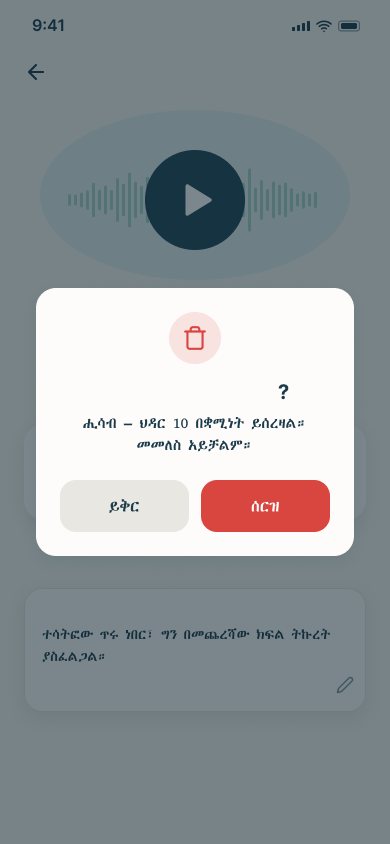 9:41
?
ሒሳብ — ህዳር 10 በቋሚነት ይሰረዛል።
መመለስ አይቻልም።
ይቅር
ሰርዝ
ተሳትፎው ጥሩ ነበር፤ ግን በመጨረሻው ክፍል ትኩረት
ያስፈልጋል።